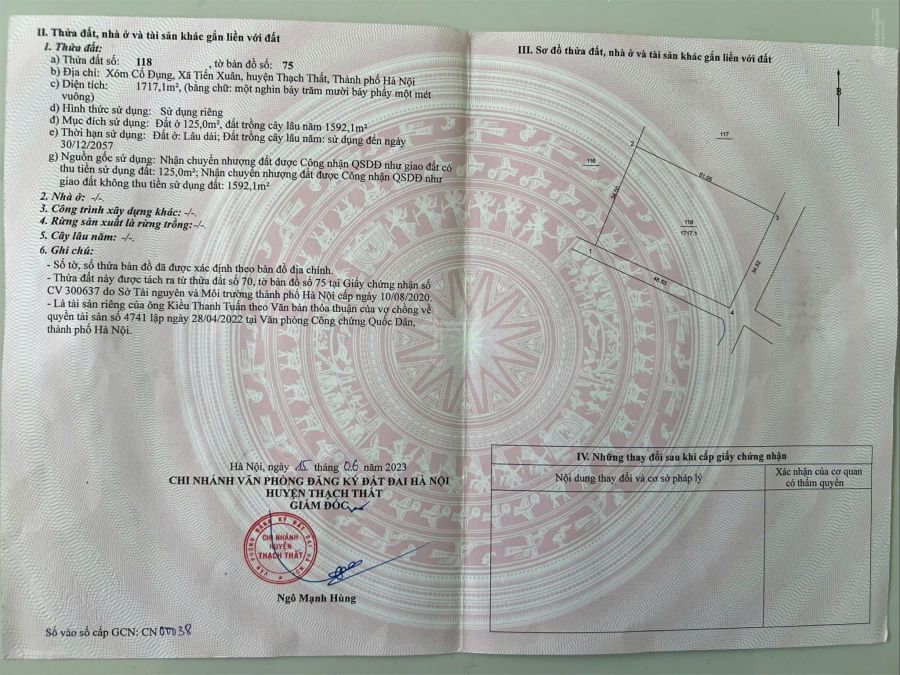 II. Thửa đất, nhà ở và tài sản khác gắn liền với đất
1. Thửa đất:
a) Thửa đất số: 118 , tờ bản đồ số: 75
b) Địa chỉ: Xóm Cố Đụng, Xã Tiến Xuân, huyện Thạch Thất, Thành phố Hà Nội
c) Diện tích: 1717,1m², (bằng chữ: một nghìn bảy trăm mười bảy phẩy một mét
vuông)
d) Hình thức sử dụng: Sử dụng riêng
đ) Mục đích sử dụng: Đất ở 125,0m², đất trồng cây lâu năm 1592,1m²
e) Thời hạn sử dụng: Đất ở: Lâu dài; Đất trồng cây lâu năm: sử dụng đến ngày
30/12/2057
g) Nguồn gốc sử dụng: Nhận chuyển nhượng đất được Công nhận QSDĐ như giao đất có
thu tiền sử dụng đất: 125,0m²; Nhận chuyển nhượng đất được Công nhận QSDĐ như
giao đất không thu tiền sử dụng đất: 1592,1m²
2. Nhà ở: -/-.
3. Công trình xây dựng khác: -/-.
4. Rừng sản xuất là rừng trồng: -/-.
5. Cây lâu năm: -/-.
6. Ghi chú:
- Số tờ, số thửa bản đồ đã được xác định theo bản đồ địa chính.
- Thửa đất này được tách ra từ thửa đất số 70, tờ bản đồ số 75 tại Giấy chứng nhận số
CV 300637 do Sở Tài nguyên và Môi trường thành phố Hà Nội cấp ngày 10/08/2020.
- Là tài sản riêng của ông Kiều Thanh Tuấn theo Văn bản thỏa thuận của vợ chồng về
quyền tài sản số 4741 lập ngày 28/04/2022 tại Văn phòng Công chứng Quốc Dân,
thành phố Hà Nội.
Hà Nội, ngày 15 tháng 06 năm 2023
CHI NHÁNH VĂN PHÒNG ĐĂNG KÝ ĐẤT ĐAI HÀ NỘI
HUYỆN THẠCH THẤT
GIÁM ĐỐC
VĂN PHÒNG ĐĂNG KÝ ĐẤT ĐAI HÀ NỘI
CHI NHÁNH
HUYỆN
THẠCH THẤT
Ngô Mạnh Hùng
Số vào sổ cấp GCN: CN 00038
III. Sơ đồ thửa đất, nhà ở và tài sản khác gắn liền với đất
B
117
2
116
61.05
3
118
1717.1
1
4
IV. Những thay đổi sau khi cấp giấy chứng nhận
Nội dung thay đổi và cơ sở pháp lý
Xác nhận của cơ quan
có thẩm quyền